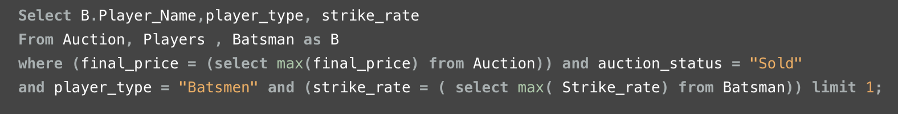 Select B.Player_Name,player_type, strike_rate
From Auction, Players , Batsman as B
where (final_price = (select max(final_price) from Auction)) and auction_status = "Sold"
and player_type = "Batsmen" and (strike_rate = ( select max( Strike_rate) from Batsman)) limit 1;